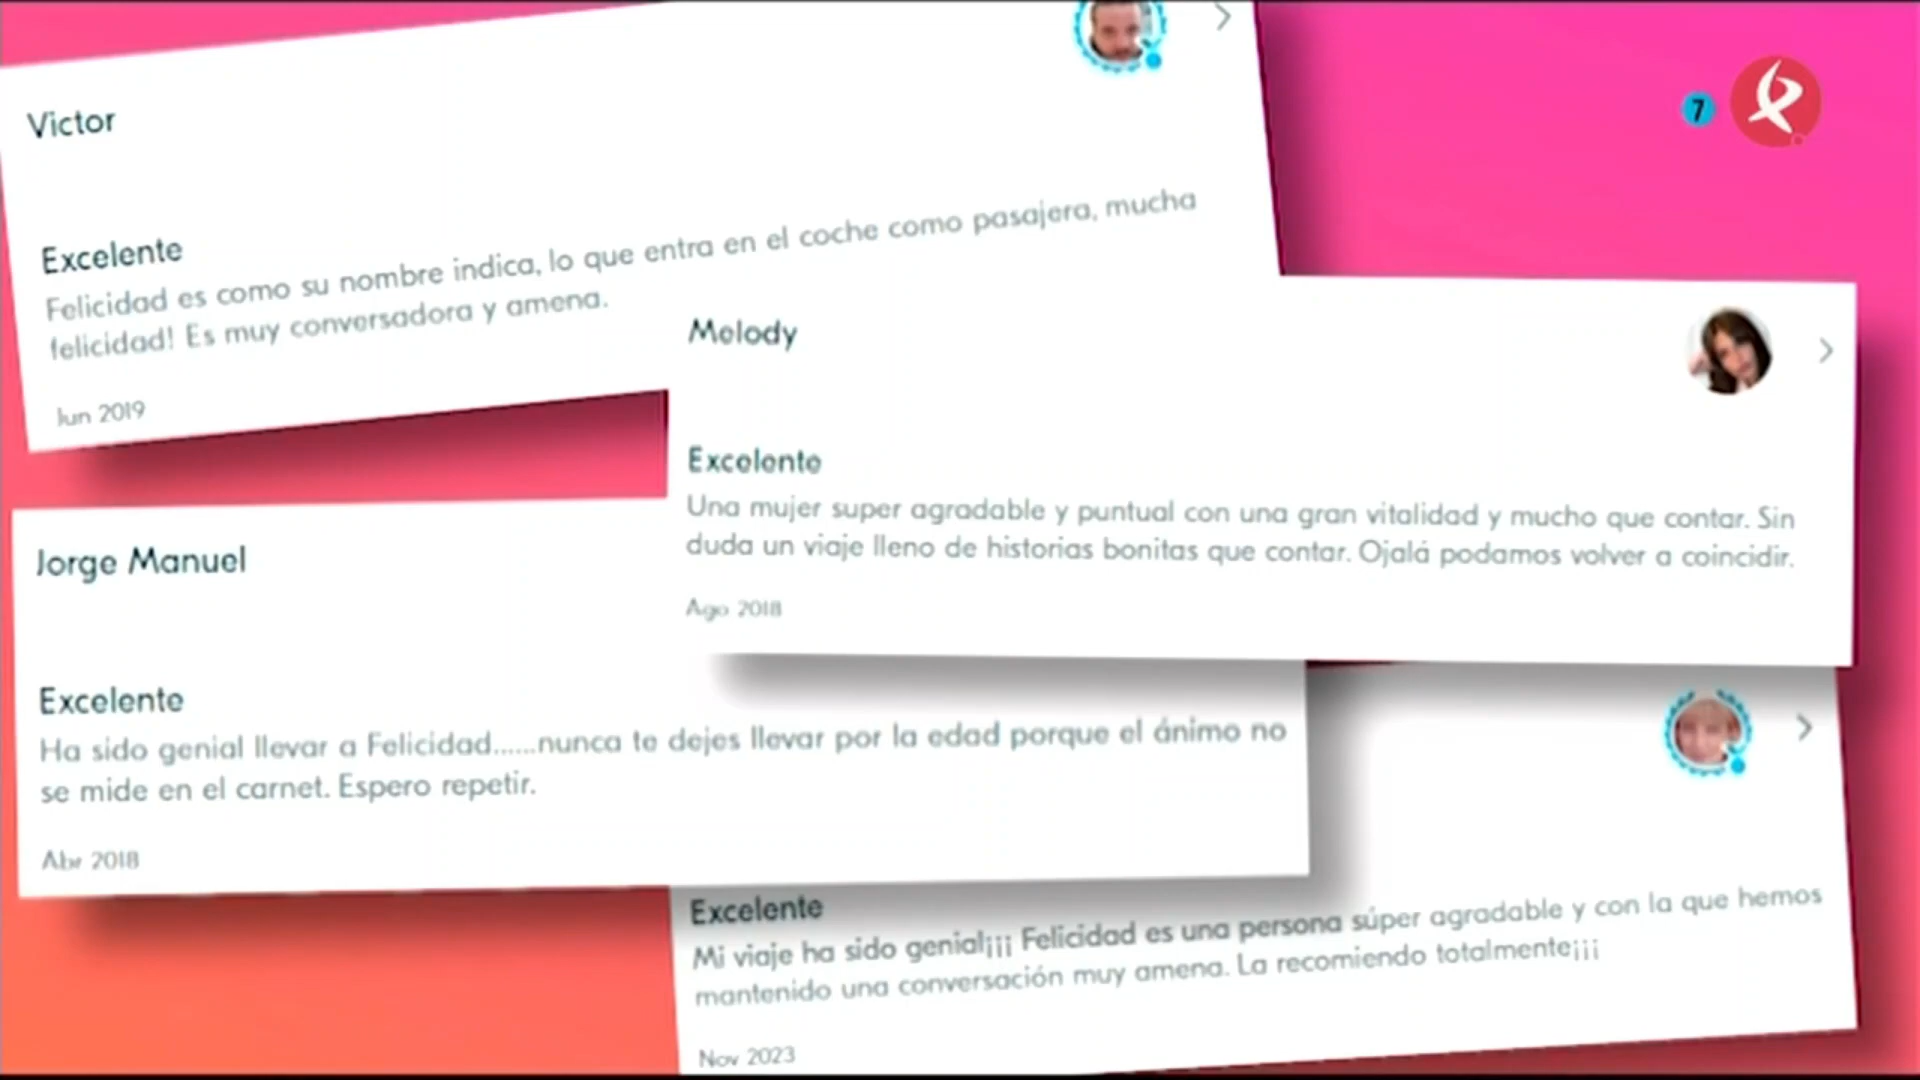 Victor
Excelente
Felicidad es como su nombre indica, lo que entra en el coche como pasajera, mucha
felicidad! Es muy conversadora y amena.
Jun 2019
7
Melody
Excelente
Una mujer super agradable y puntual con una gran vitalidad y mucho que contar. Sin
duda un viaje lleno de historias bonitas que contar. Ojalá podamos volver a coincidir.
Ago 2018
Jorge Manuel
Excelente
Ha sido genial llevar a Felicidad......nunca te dejes llevar por la edad porque el ánimo no
se mide en el carnet. Espero repetir.
Abr 2018
Excelente
Mi viaje ha sido genial¡¡¡ Felicidad es una persona súper agradable y con la que hemos
mantenido una conversación muy amena. La recomiendo totalmente¡¡¡
Nov 2023